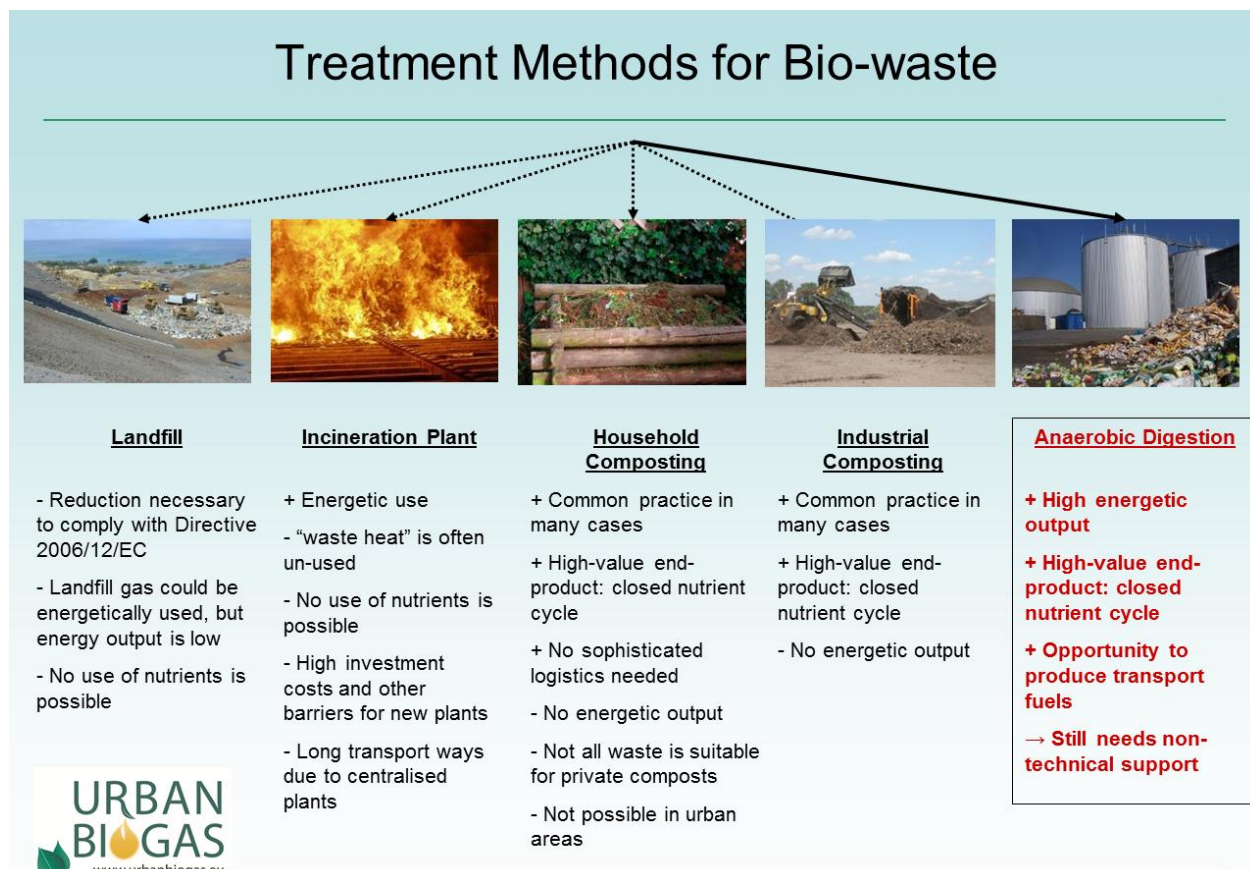 Treatment Methods for Bio-waste
Landfill
- Reduction necessary
to comply with Directive
2006/12/EC
- Landfill gas could be
energetically used, but
energy output is low
- No use of nutrients is
possible
Incineration Plant
+ Energetic use
- “waste heat” is often
un-used
- No use of nutrients is
possible
- High investment
costs and other
barriers for new plants
- Long transport ways
due to centralised
plants
Household
Composting
+ Common practice in
many cases
+ High-value end-
product: closed nutrient
cycle
+ No sophisticated
logistics needed
- No energetic output
- Not all waste is suitable
for private composts
- Not possible in urban
areas
Industrial
Composting
+ Common practice in
many cases
+ High-value end-
product: closed
nutrient cycle
- No energetic output
Anaerobic Digestion
+ High energetic
output
+ High-value end-
product: closed
nutrient cycle
+ Opportunity to
produce transport
fuels
→ Still needs non-
technical support
URBAN
BIOGAS
www.urbanbiogas.eu